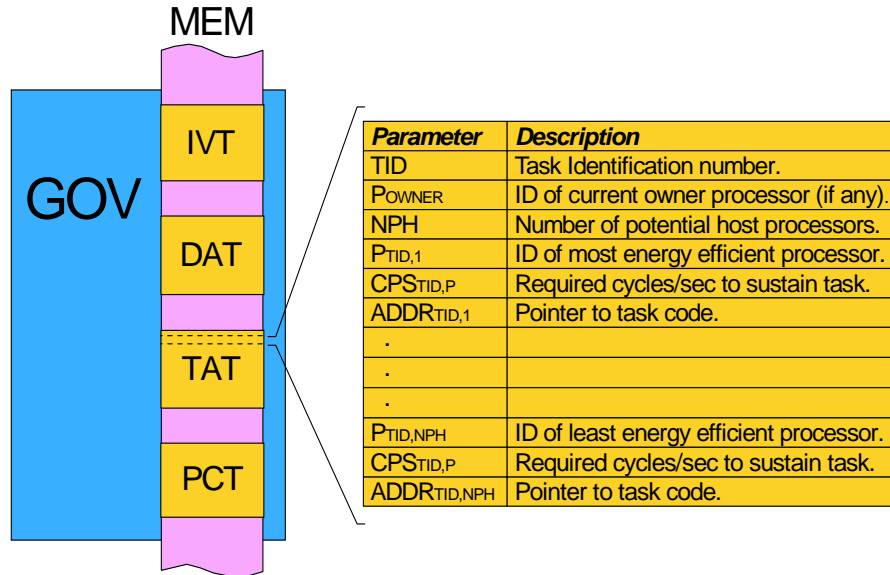 MEM
GOV
IVT
DAT
TAT
PCT
Parameter Description
TID Task Identification number.
POWNER ID of current owner processor (if any).
NPH Number of potential host processors.
PTID,1 ID of most energy efficient processor.
CPSTID,P Required cycles/sec to sustain task.
ADDRTID,1 Pointer to task code.
.
.
.
PTID,NPH ID of least energy efficient processor.
CPSTID,P Required cycles/sec to sustain task.
ADDRTID,NPH Pointer to task code.